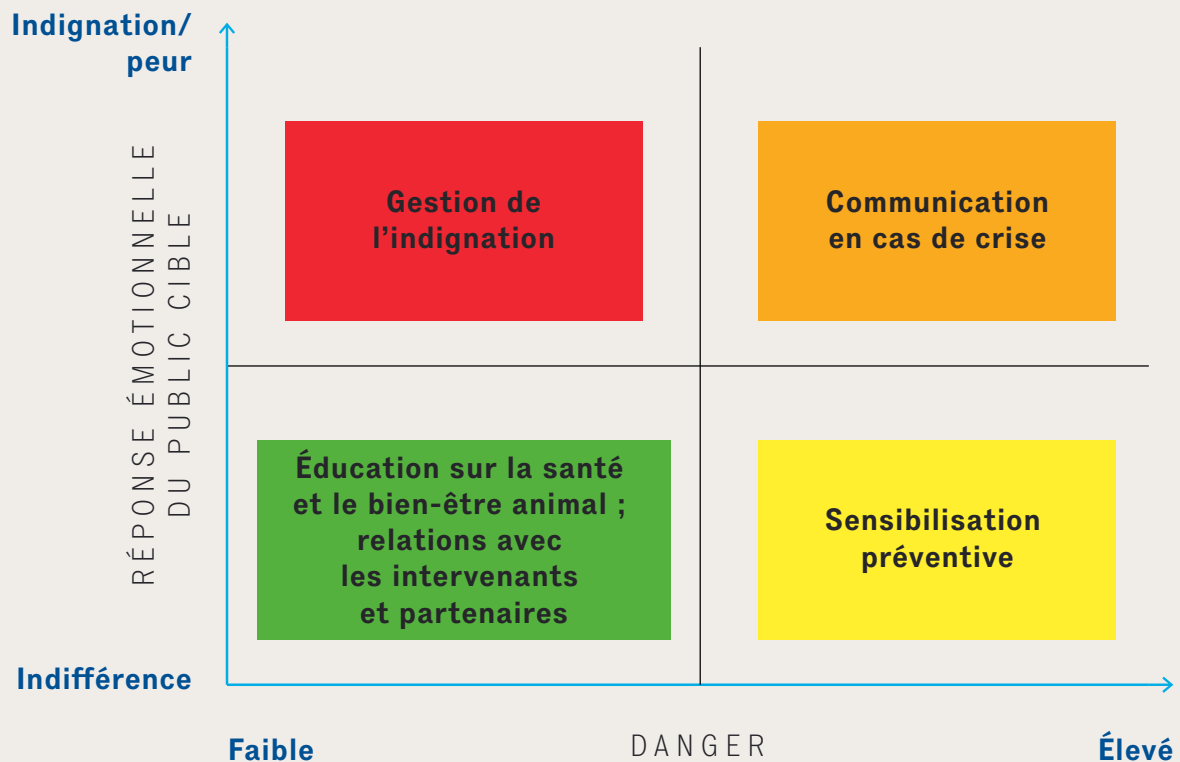 Indignation/
peur
RÉPONSE ÉMOTIONNELLE
DU PUBLIC CIBLE
Gestion de
l’indignation
Communication
en cas de crise
Éducation sur la santé
et le bien-être animal ;
relations avec
les intervenants
et partenaires
Sensibilisation
préventive
Indifférence
Faible
DANGER
Élevé